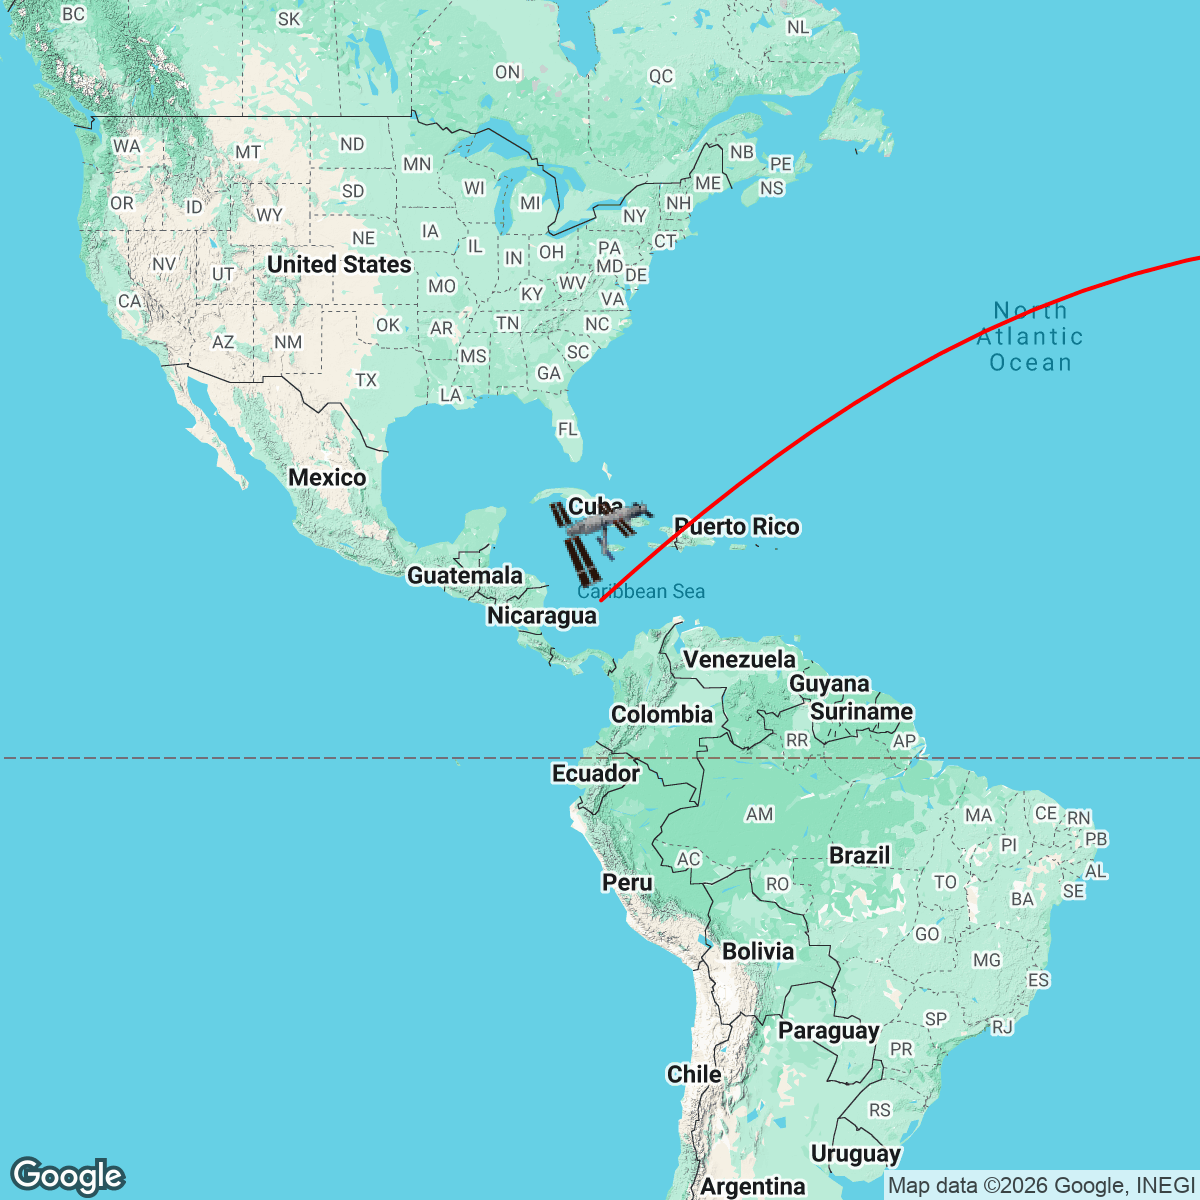 BC
SK
NL
ON
QC
WA
MT
ND
MN
NB
PE
OR
ID
WY
SD
WI
MI
NY
NH
ME
NS
NE
IA
IL
IN
OH
PA
CT
NV
UT
United States
MO
KY
WV
MD
DE
CA
VA
AZ
NM
OK
AR
TN
NC
North
Atlantic
Ocean
MS
SC
TX
LA
GA
FL
Mexico
Cuba
Puerto Rico
Guatemala
Caribbean Sea
Nicaragua
Venezuela
Guyana
Colombia
Suriname
RR
AP
Ecuador
AM
MA
CE
RN
PI
PB
AC
Brazil
Peru
RO
TO
AL
SE
BA
GO
Bolivia
MG
ES
Paraguay
SP
RJ
PR
Chile
RS
Uruguay
Argentina
Google
Map data ©2026 Google, INEGI